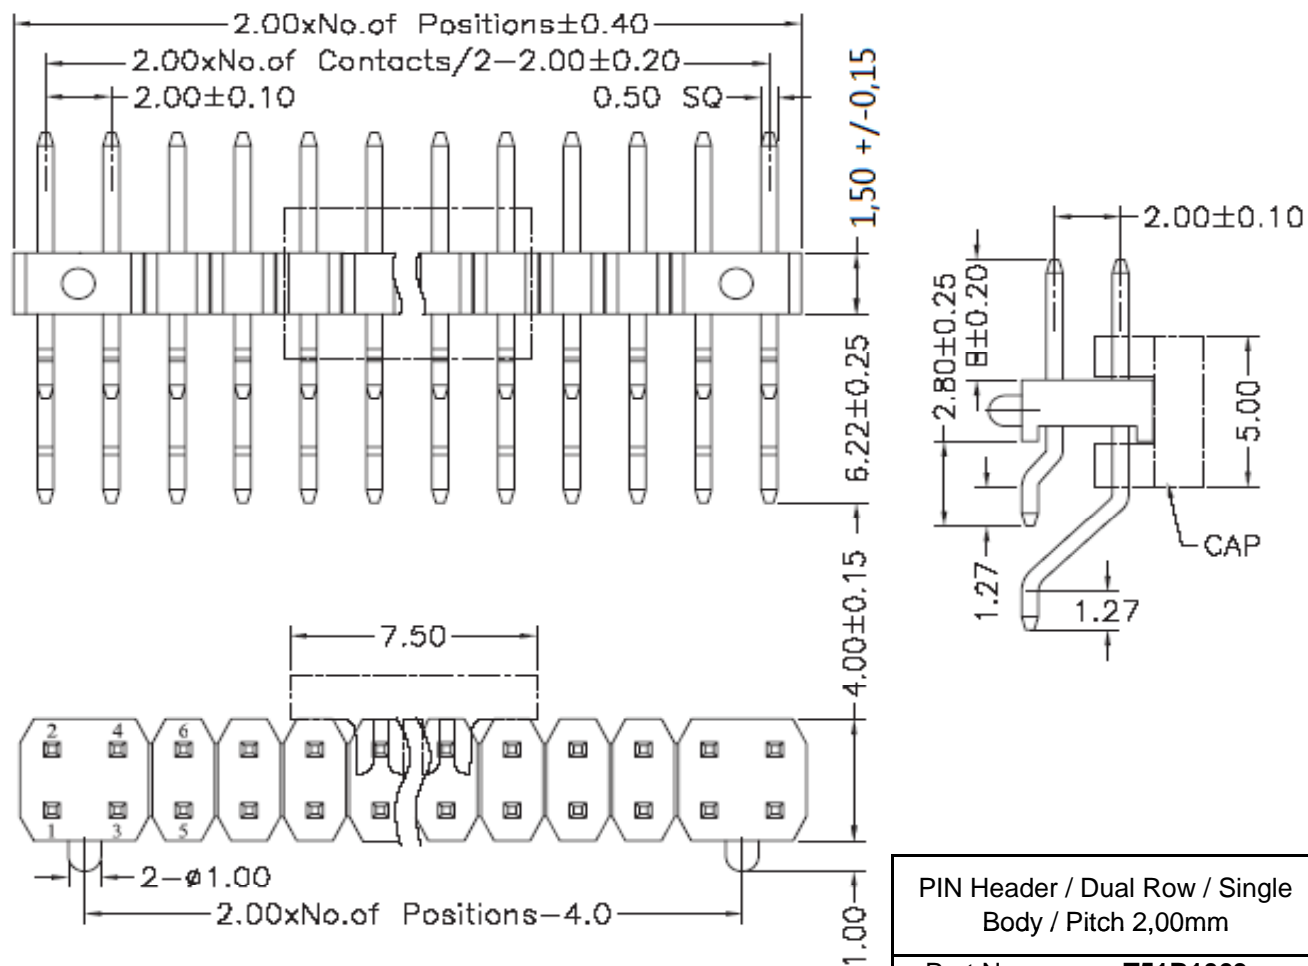 2.00xNo.of Positions±0.40
2.00xNo.of Contacts/2-2.00±0.20
2.00±0.10
0.50 SQ
1,50 +/-0,15
6.22±0.25
4.00±0.15
1.00
2.00±0.10
B±0.20
2.80±0.25
5.00
CAP
1.27
1.27
7.50
2 4 6
1 3 5
2-ø1.00
2.00xNo.of Positions-4.0
PIN Header / Dual Row / Single
Body / Pitch 2,00mm